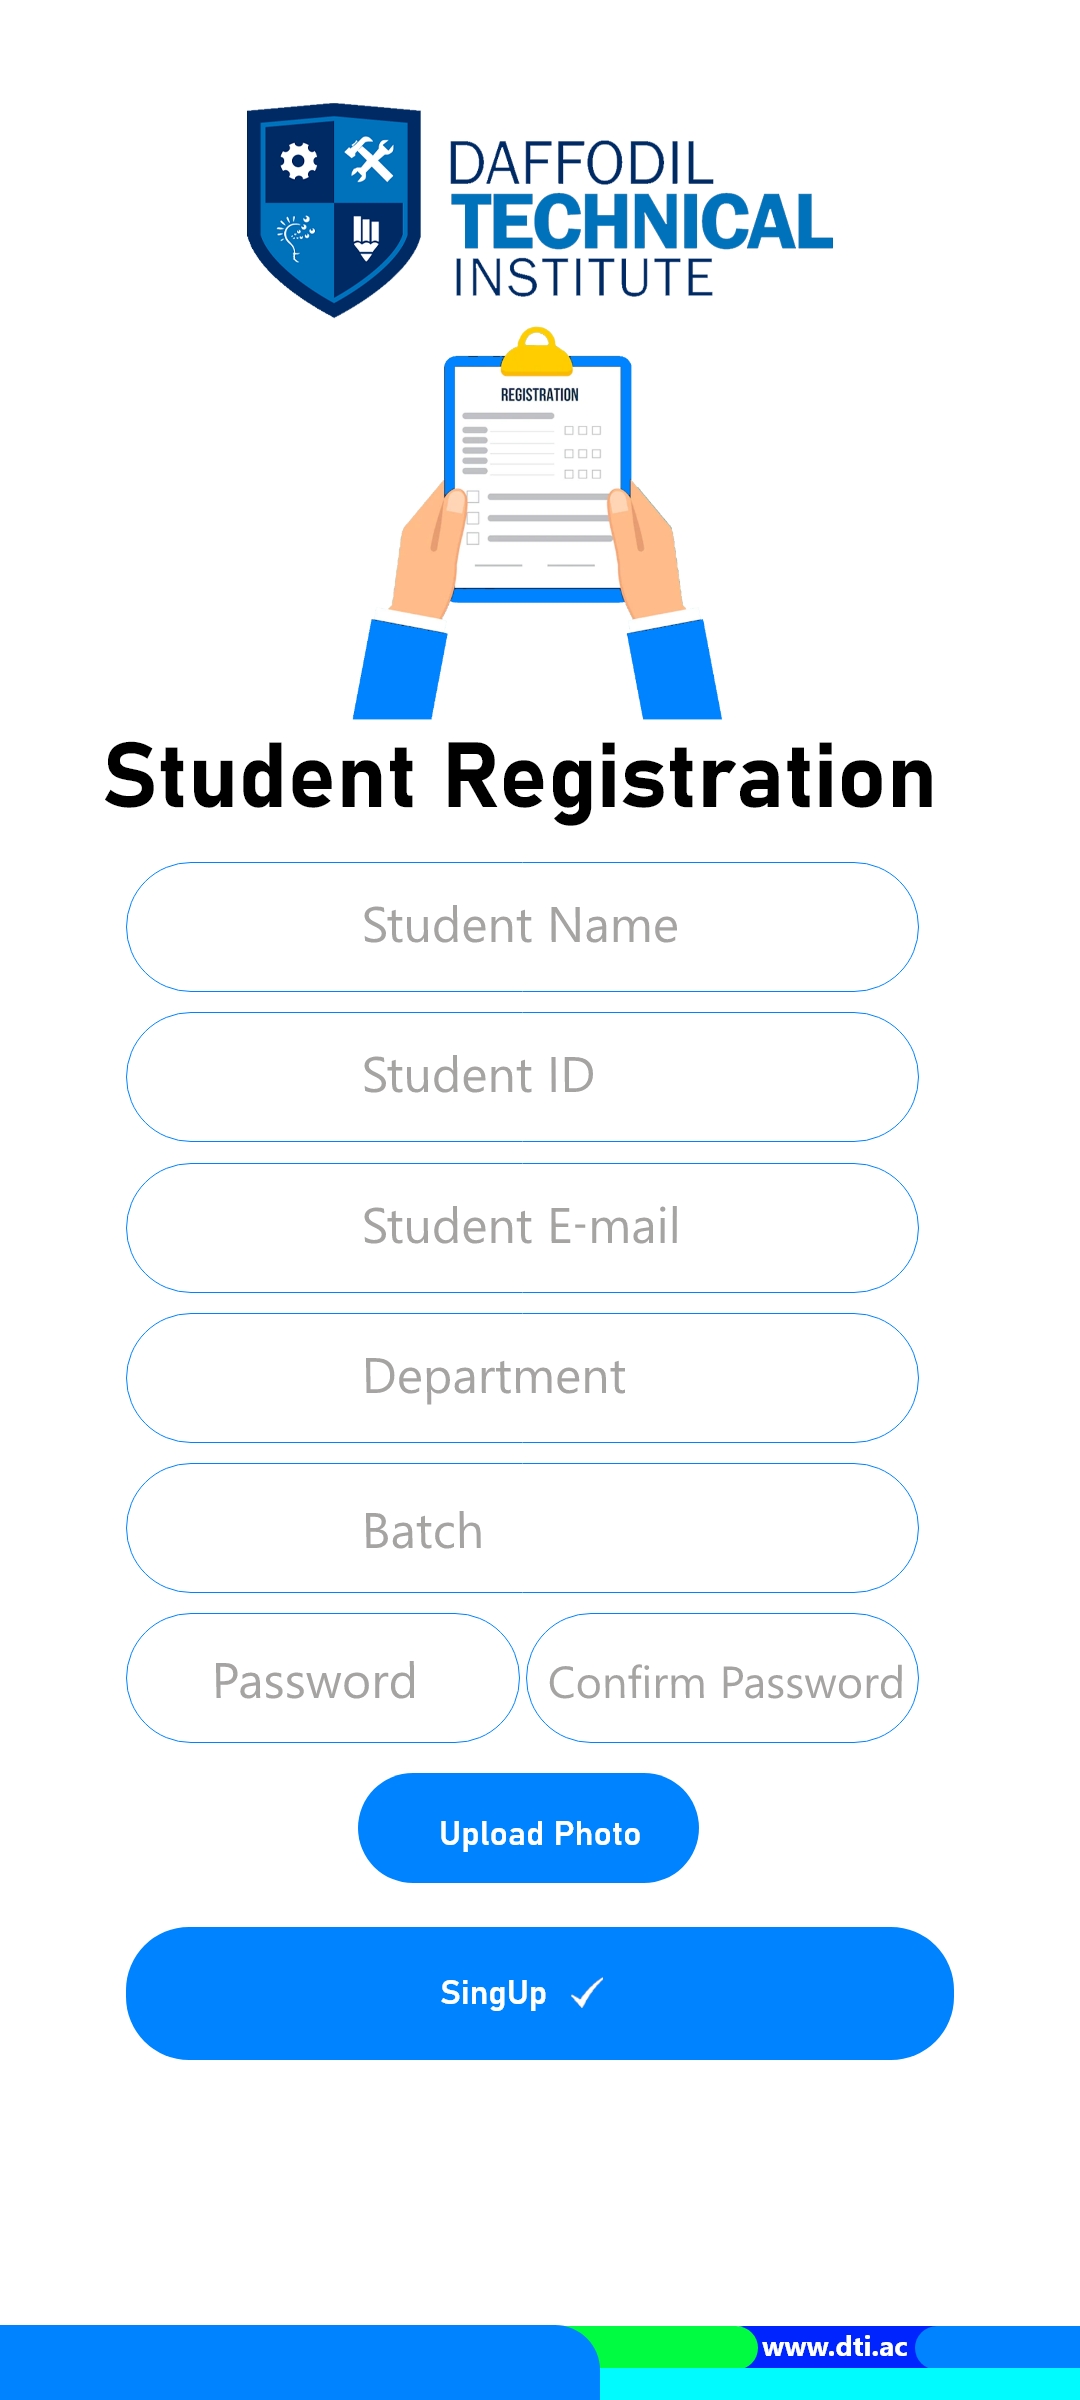 DAFFODIL
TECHNICAL
INSTITUTE
REGISTRATION
Student Registration
Student Name
Student ID
Student E-mail
Department
Batch
Password Confirm Password
Upload Photo
SingUp
www.dti.ac